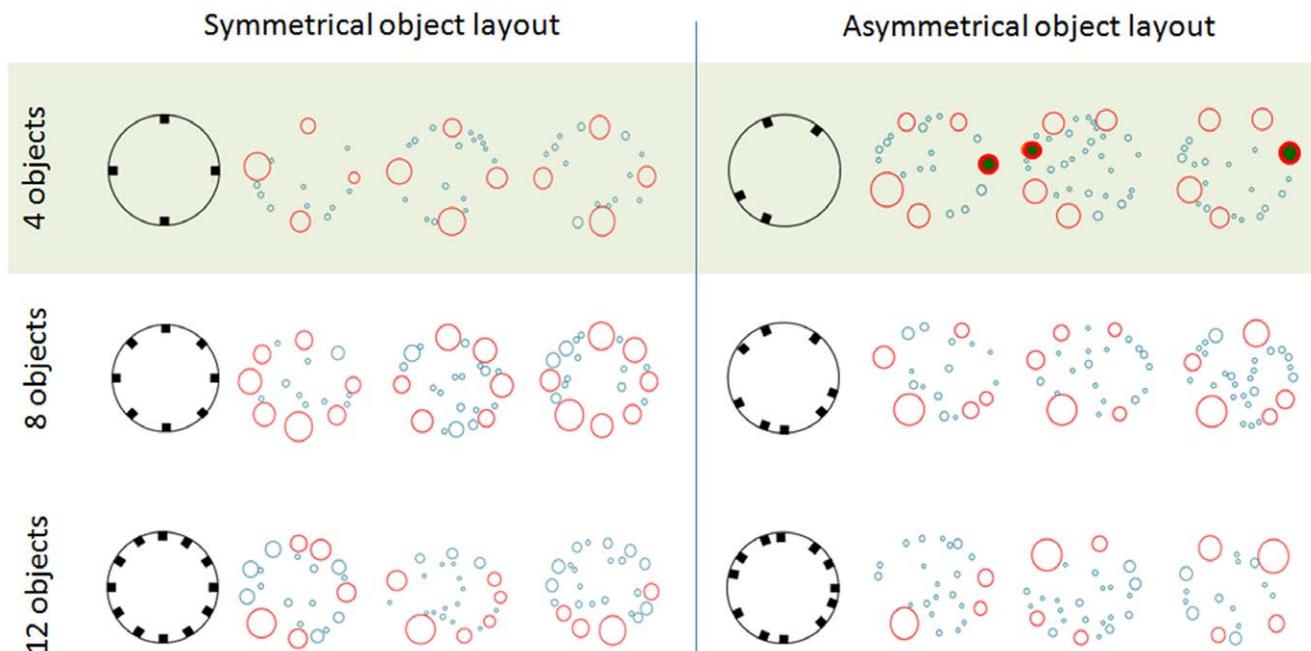 Symmetrical object layout
Asymmetrical object layout
4 objects
8 objects
12 objects